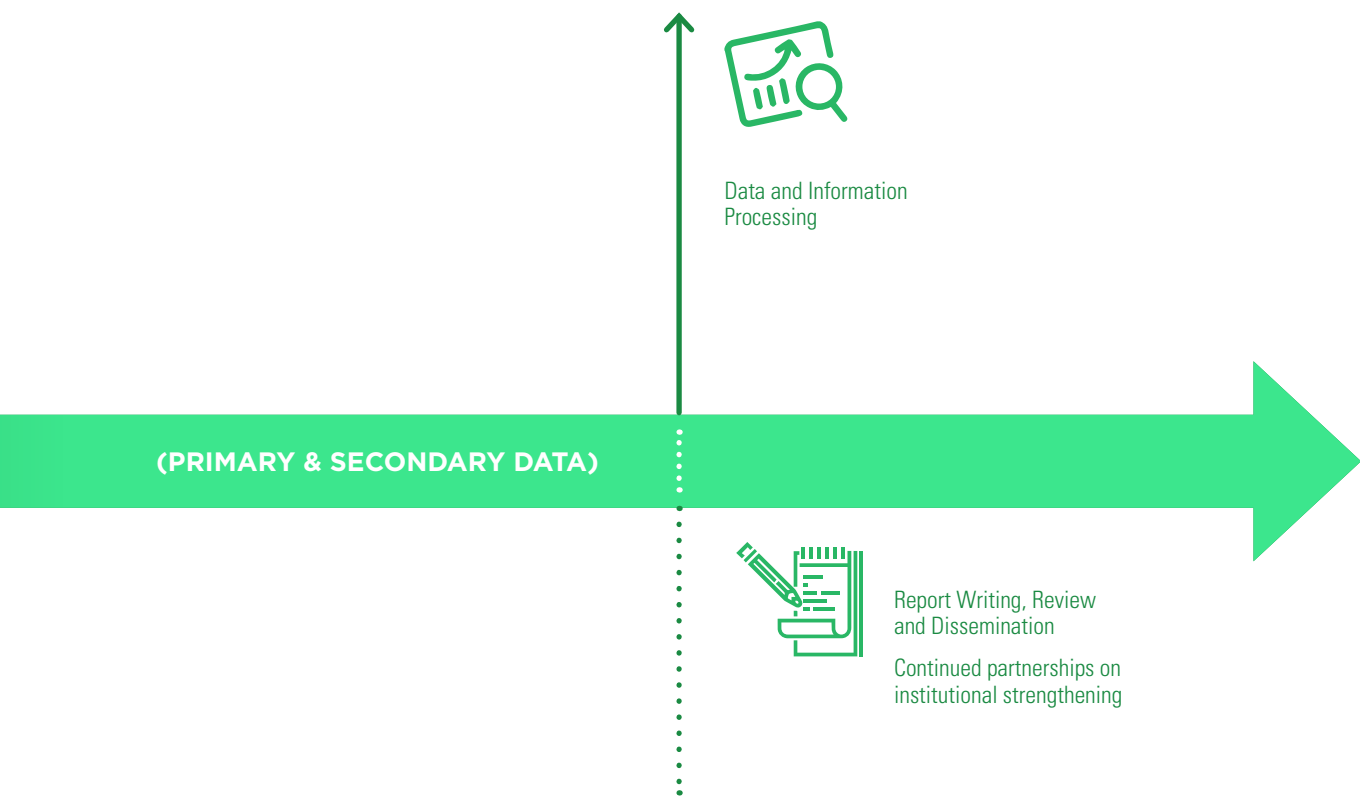 Data and Information
Processing
(PRIMARY & SECONDARY DATA)
Report Writing, Review
and Dissemination
Continued partnerships on
institutional strengthening